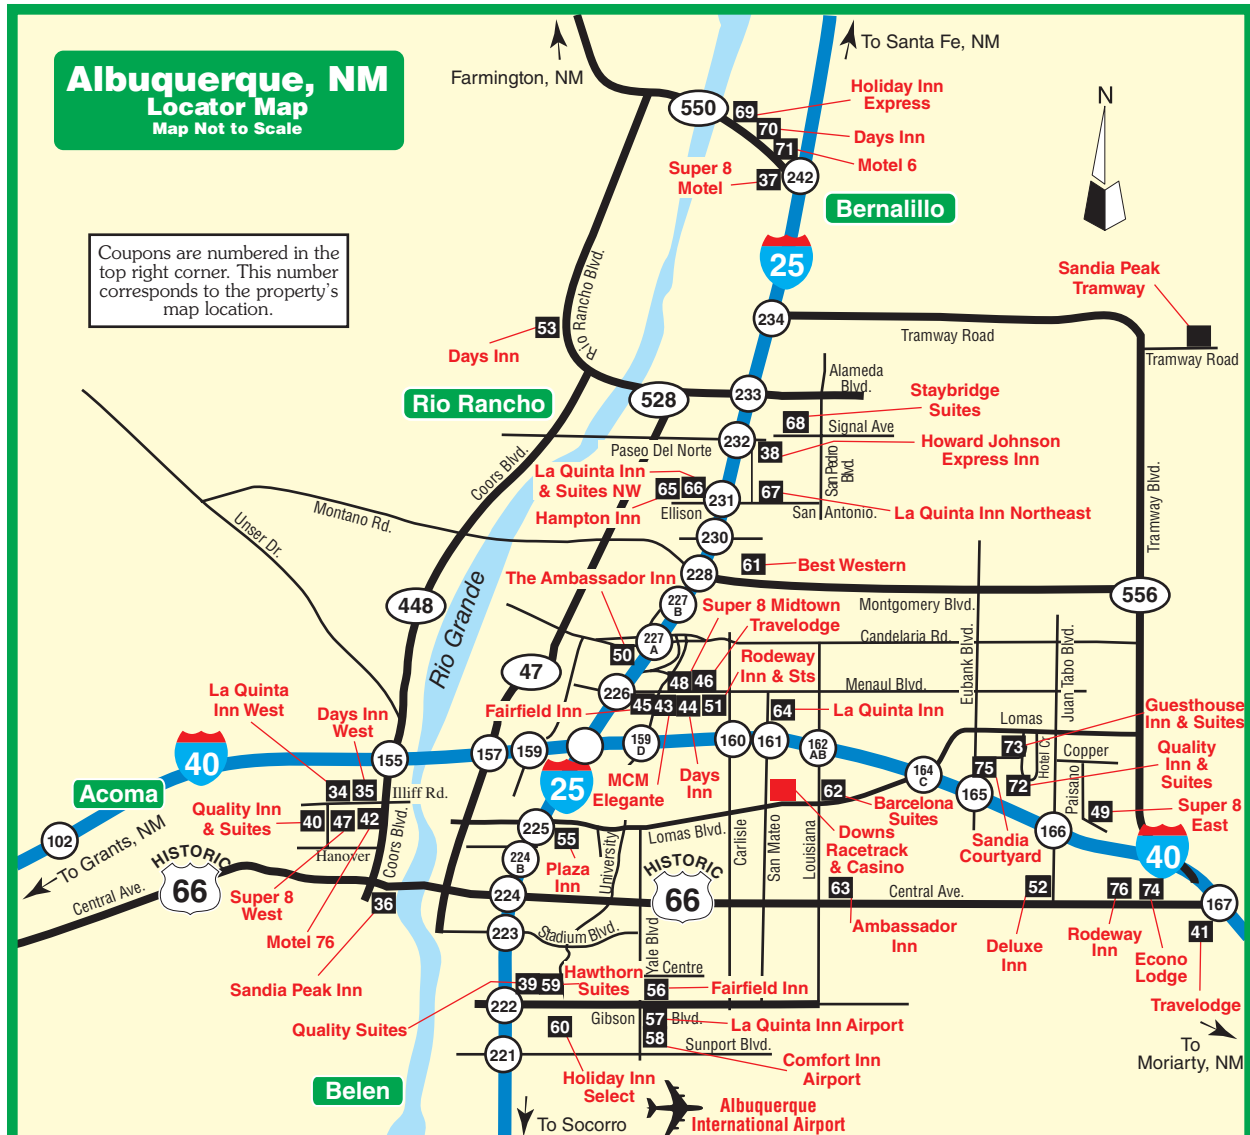 Albuquerque, NM
Locator Map
Map Not to Scale
Farmington, NM
To Santa Fe, NM
N
550
69
Holiday Inn
Express
70
Days Inn
71
Motel 6
Super 8
Motel
37
242
Bernalillo
Coupons are numbered in the
top right corner. This number
corresponds to the property's
map location.
25
Sandia Peak
Tramway
Rio Rancho Blvd.
53
Days Inn
234
Tramway Road
Tramway Road
Rio Rancho
528
233
Alameda
Blvd.
Staybridge
Suites
68
Signal Ave
232
Paseo Del Norte
38
Howard Johnson
Express Inn
San Pedro
Blvd.
Coors Blvd.
La Quinta Inn
& Suites NW
65
66
Hampton Inn
231
Ellison
67
San Antonio.
La Quinta Inn Northeast
Tramway Blvd.
Montano Rd.
Unser Dr.
230
228
61
Best Western
The Ambassador Inn
448
Rio Grande
227
B
Montgomery Blvd.
556
Super 8 Midtown
Travelodge
227
A
50
Candelaria Rd.
Eubank Blvd.
Juan Tabo Blvd.
47
Rodeway
Inn & Sts
48
46
226
Menaul Blvd.
Fairfield Inn
45
43
44
51
64
La Quinta Inn
La Quinta
Inn West
Days Inn
West
Guesthouse
Inn & Suites
Lomas
73
Hotel Cr.
Copper
Quality
Inn &
Suites
40
155
157
159
159
D
160
161
162
AB
164
C
75
72
165
Paisano
Acoma
34
35
Illiff Rd.
25
MCM
Elegante
Days
Inn
62
Barcelona
Suites
49
Super 8
East
Quality Inn
& Suites
40
47
42
Hanover
Coors Blvd.
225
55
Plaza
Inn
University
Lomas Blvd.
Carlisle
San Mateo
Louisiana
Downs
Racetrack
& Casino
Sandia
Courtyard
166
40
102
To Grants, NM
HISTORIC
66
Central Ave.
Super 8
West
36
224
B
224
HISTORIC
66
63
Central Ave.
52
76
74
167
41
Motel 76
Sandia Peak Inn
223
Stadium Blvd.
Yale Blvd
Ambassador
Inn
Deluxe
Inn
Rodeway
Inn
Econo
Lodge
Travelodge
Centre
39
59
Hawthorn
Suites
56
Fairfield Inn
Quality Suites
222
60
Gibson
57
Blvd.
La Quinta Inn Airport
58
Sunport Blvd.
To
Moriarty, NM
221
Comfort Inn
Airport
Holiday Inn
Select
Belen
To Socorro
Albuquerque
International Airport